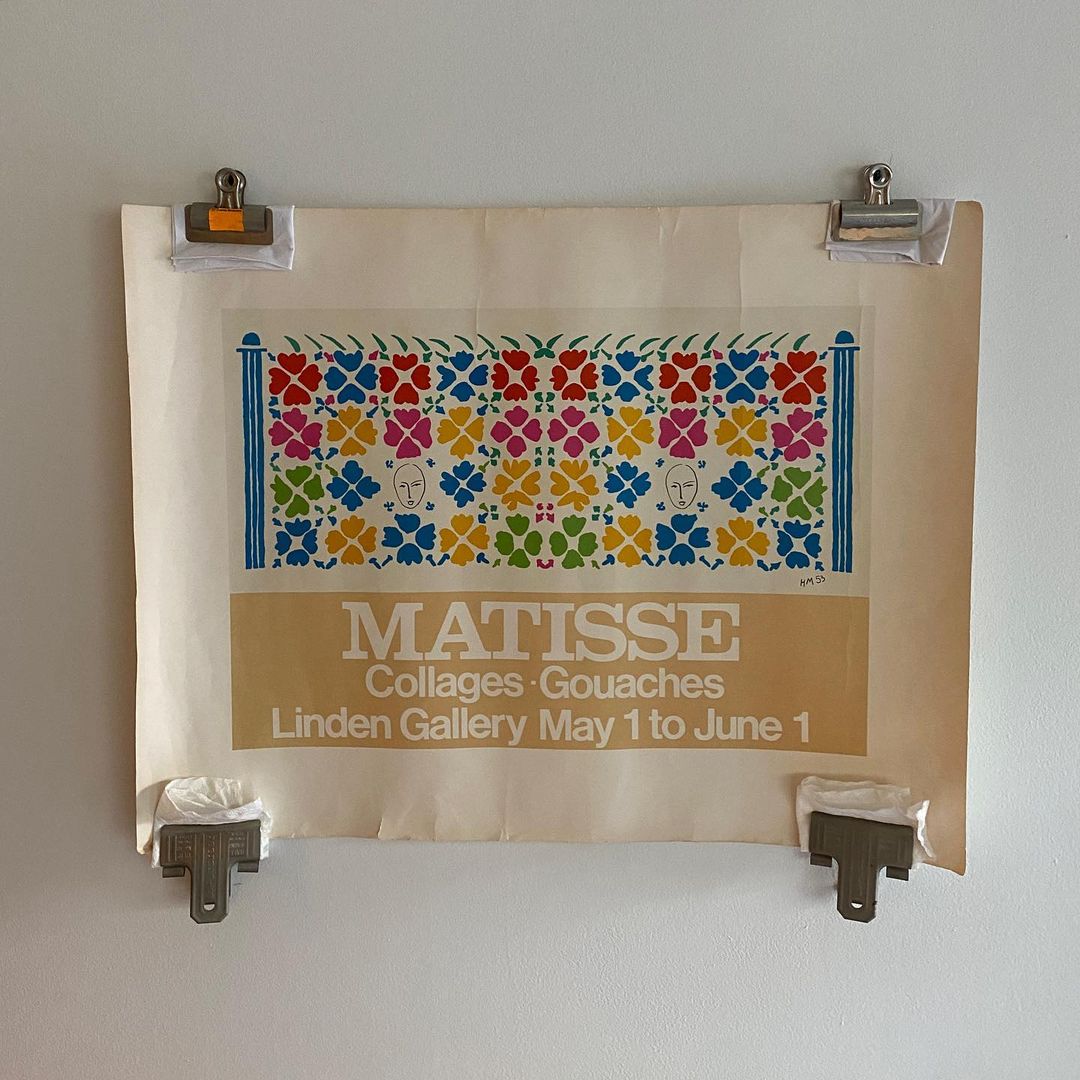 HM 53
MATISSE
Collages · Gouaches
Linden Gallery May 1 to June 1